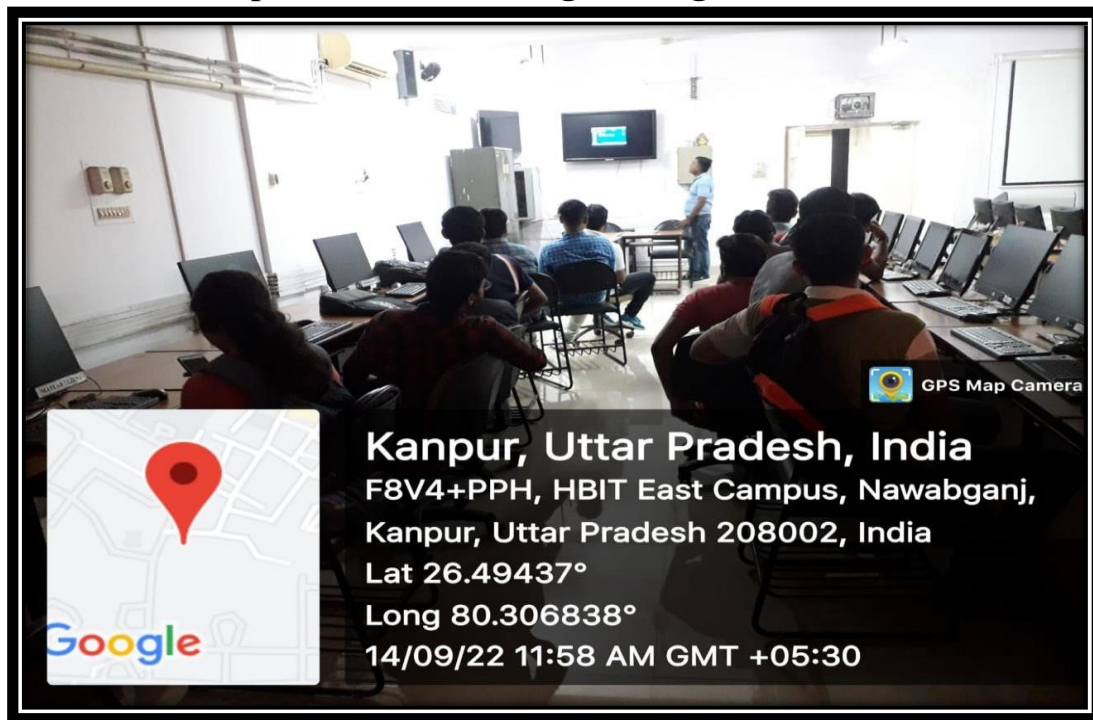 GPS Map Camera
Kanpur, Uttar Pradesh, India
F8V4+PPH, HBIT East Campus, Nawabganj,
Kanpur, Uttar Pradesh 208002, India
Lat 26.49437°
Long 80.306838°
14/09/22 11:58 AM GMT +05:30
Google